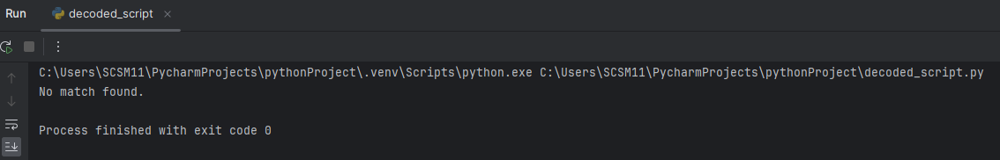 Run decoded_script
C:\Users\SCSM11\PycharmProjects\pythonProject\.venv\Scripts\python.exe C:\Users\SCSM11\PycharmProjects\pythonProject\decoded_script.py
No match found.
Process finished with exit code 0